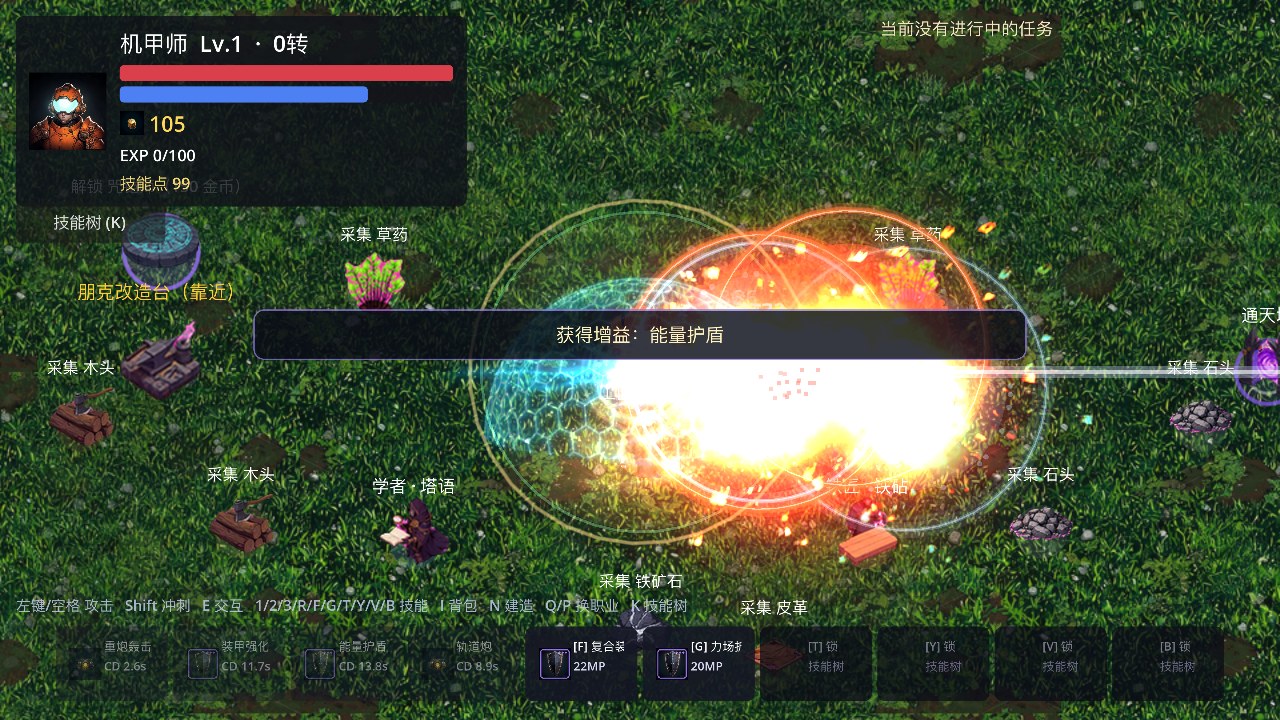 机甲师 Lv.1 · 0转
当前没有进行中的任务
105
EXP 0/100
技能点 99
技能树 (K)
采集 草药
采集 草药
朋克改造台（靠近）
通天
获得增益：能量护盾
采集 木头
采集 石头
采集 木头
学者 · 塔语
铁砧
采集 石头
采集 铁矿石
左键/空格 攻击 Shift 冲刺 E 交互 1/2/3/R/F/G/T/Y/V/B 技能 I 背包 N 建造 Q/P 换职业 K 技能树
采集 皮革
重炮轰击
CD 2.6s
装甲强化
CD 11.7s
能量护盾
CD 13.8s
轨道炮
CD 8.9s
[F] 复合装
22MP
[G] 力场
20MP
[T] 锁
技能树
[Y] 锁
技能树
[V] 锁
技能树
[B] 锁
技能树